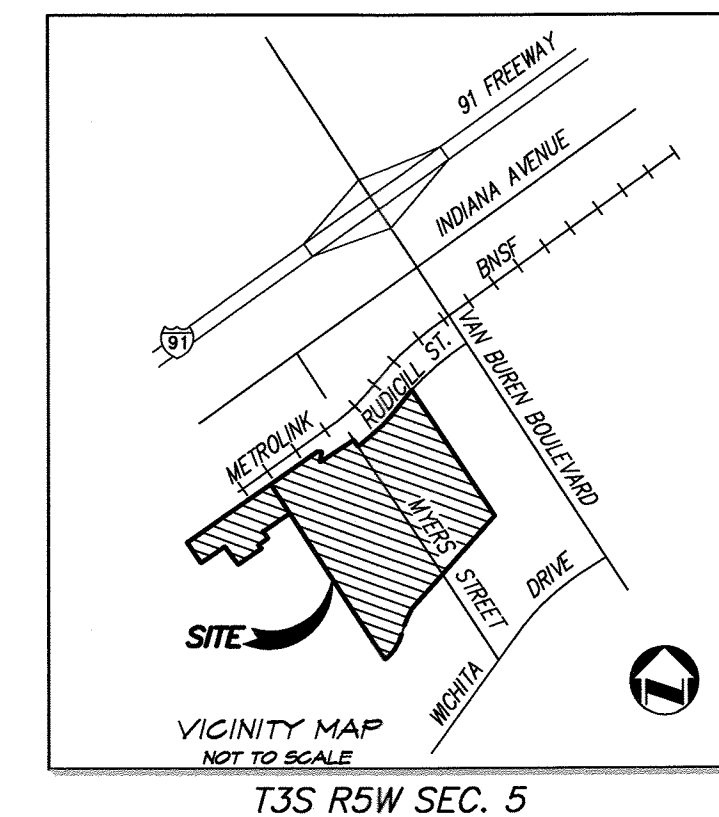 91 FREEWAY
INDIANA AVENUE
BNSF
91
VAN BUREN BOULEVARD
RUDICILL ST.
METROLINK
MYERS STREET
WICHITA DRIVE
SITE
N
VICINITY MAP
NOT TO SCALE
T3S R5W SEC. 5